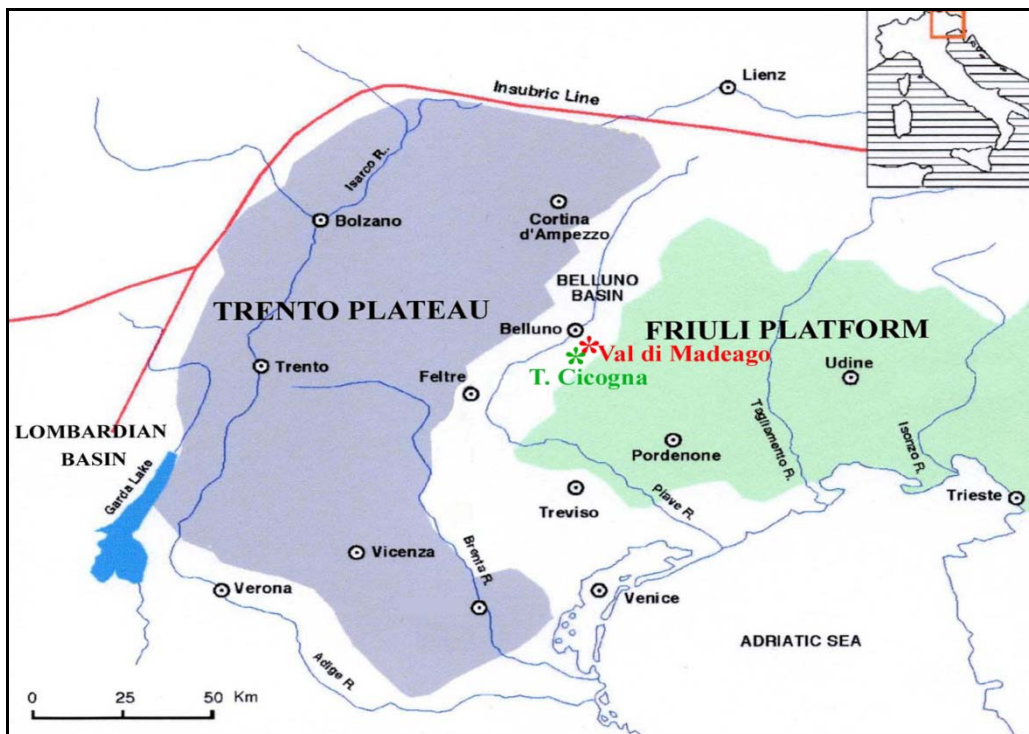 Lienz
Insubric Line
Isarco R..
Bolzano
Cortina
d'Ampezzo
BELLUNO
BASIN
TRENTO PLATEAU
Belluno
FRIULI PLATFORM
Val di Madeago
T. Cicogna
Udine
Trento
Feltre
LOMBARDIAN
BASIN
Garda Lake
Tagliamento R.
Isonzo R.
Pordenone
Trieste
Treviso
Piave R.
Vicenza
Brenta R.
Verona
Venice
Adige R.
ADRIATIC SEA
0 25 50 Km